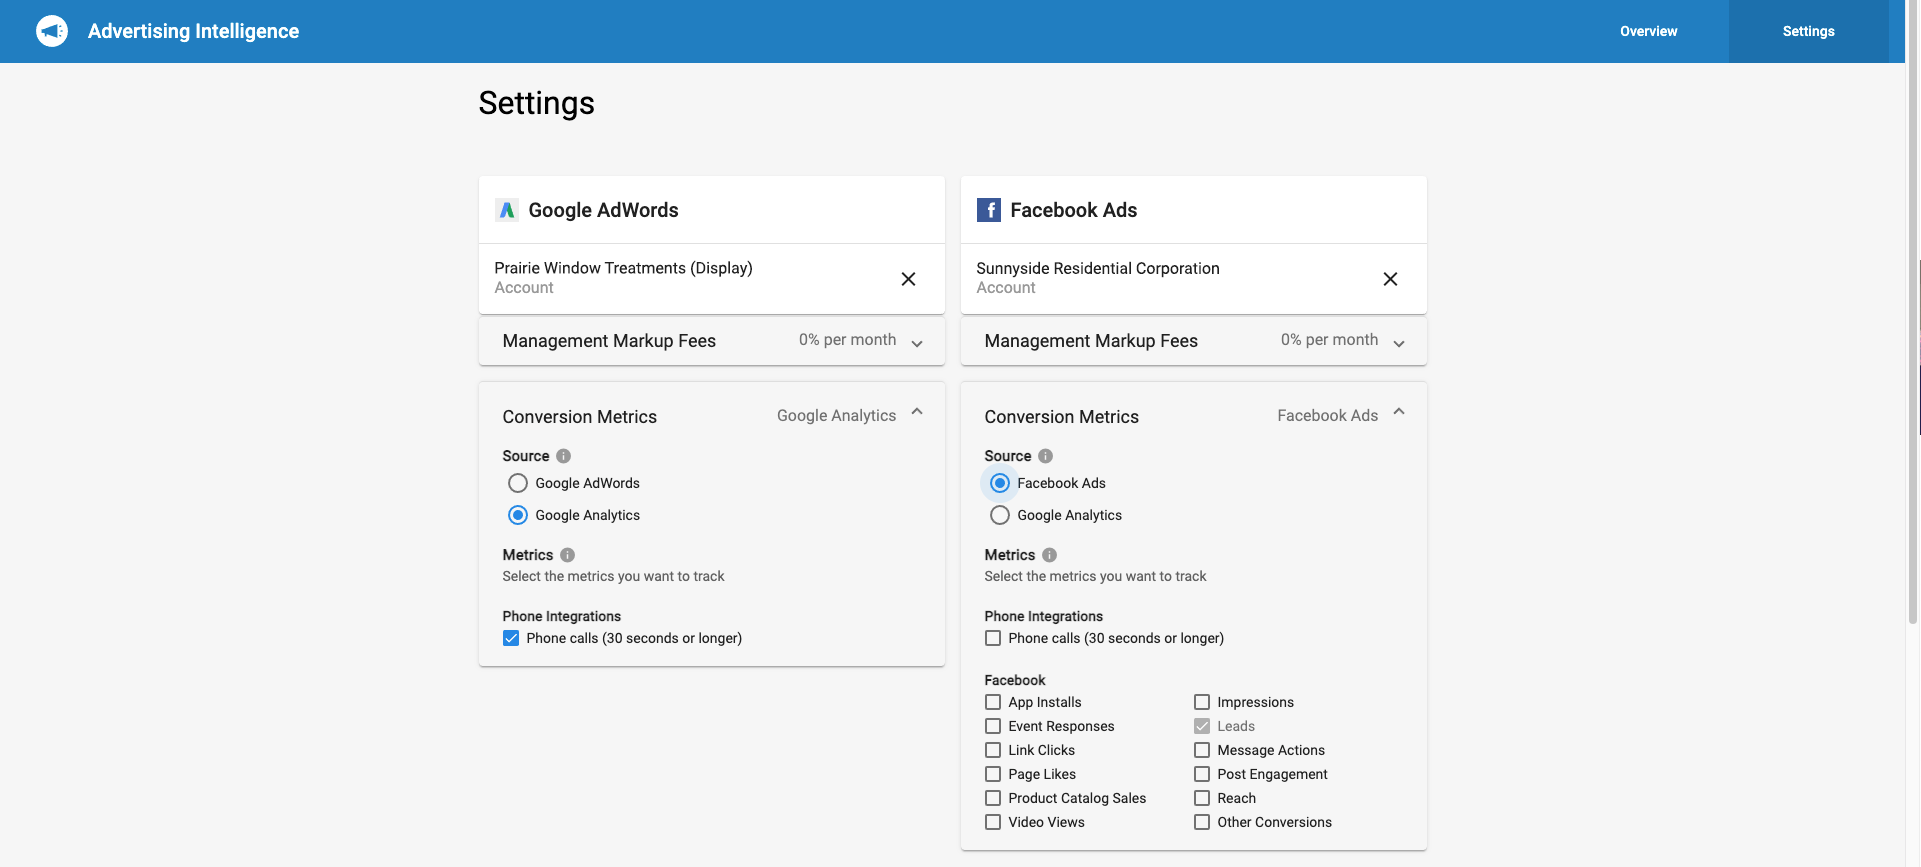 Advertising Intelligence
Overview
Settings
Settings
Google AdWords
Prairie Window Treatments (Display)
Account
Management Markup Fees 0% per month
Conversion Metrics Google Analytics
Source
Google AdWords
Google Analytics
Metrics
Select the metrics you want to track
Phone Integrations
Phone calls (30 seconds or longer)
Facebook Ads
Sunnyside Residential Corporation
Account
Management Markup Fees 0% per month
Conversion Metrics Facebook Ads
Source
Facebook Ads
Google Analytics
Metrics
Select the metrics you want to track
Phone Integrations
Phone calls (30 seconds or longer)
Facebook
App Installs
Event Responses
Link Clicks
Page Likes
Product Catalog Sales
Video Views
Impressions
Leads
Message Actions
Post Engagement
Reach
Other Conversions